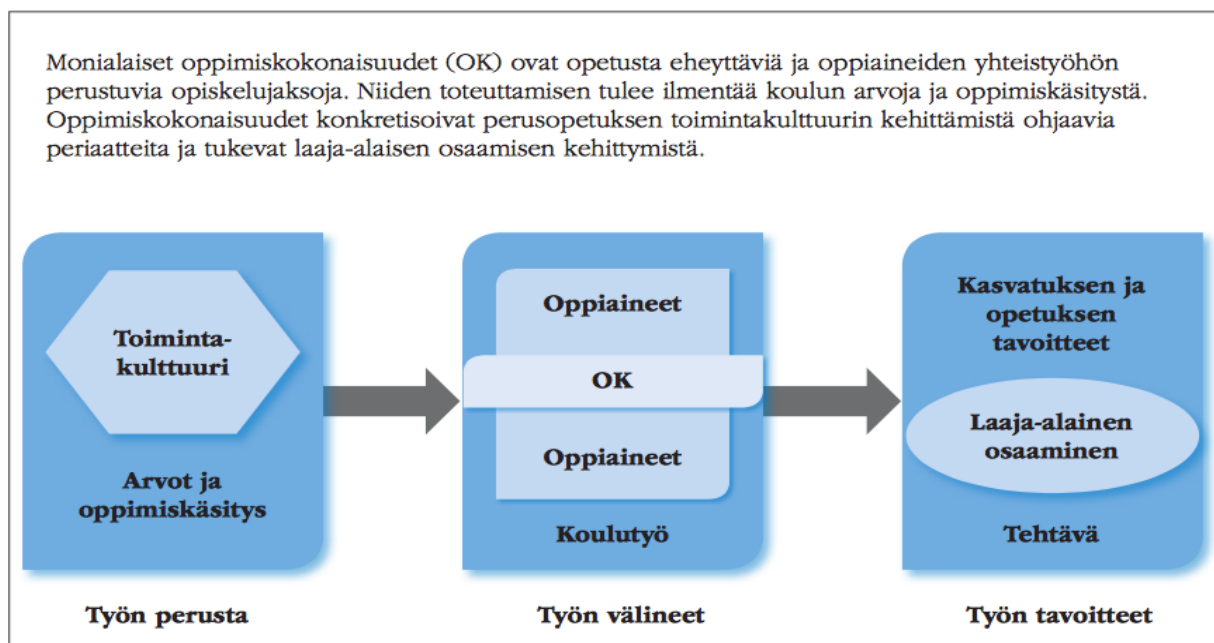 Monialaiset oppimiskokonaisuudet (OK) ovat opetusta eheyttäviä ja oppiaineiden yhteistyöhön
perustuvia opiskelujaksoja. Niiden toteuttamisen tulee ilmentää koulun arvoja ja oppimiskäsitystä.
Oppimiskokonaisuudet konkretisoivat perusopetuksen toimintakulttuurin kehittämistä ohjaavia
periaatteita ja tukevat laaja-alaisen osaamisen kehittymistä.
Toiminta-
kulttuuri
Arvot ja
oppimiskäsitys
Työn perusta
Oppiaineet
OK
Oppiaineet
Koulutyö
Työn välineet
Kasvatuksen ja
opetuksen
tavoitteet
Laaja-alainen
osaaminen
Tehtävä
Työn tavoitteet